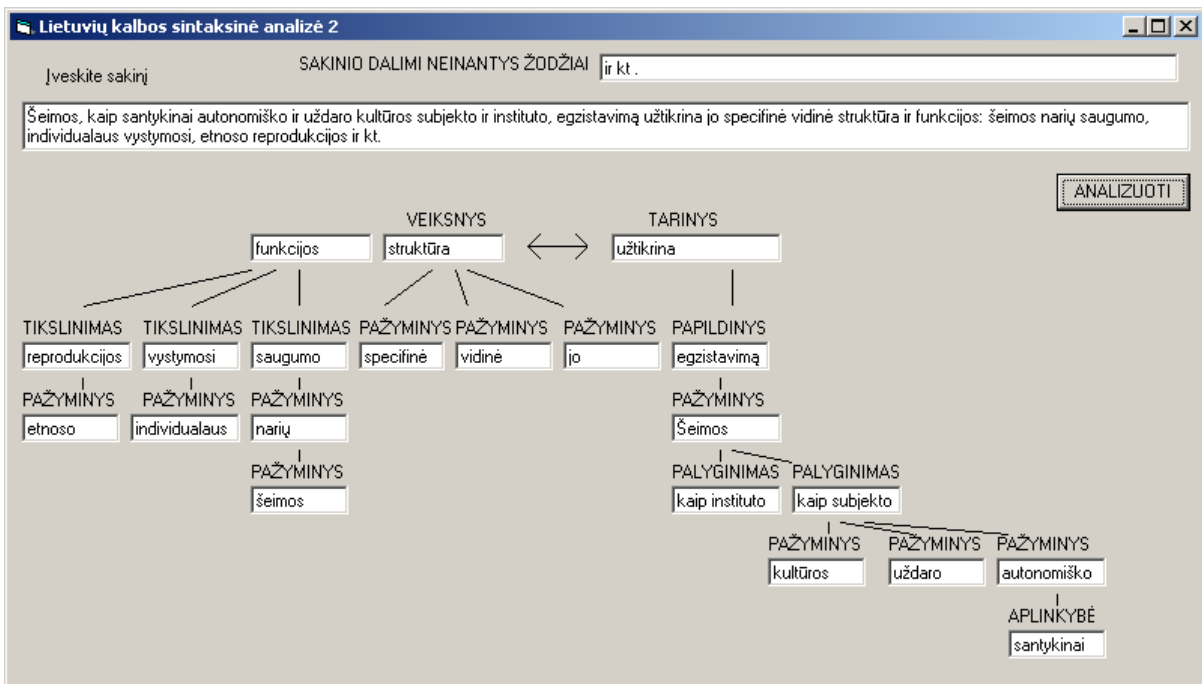 Lietuvių kalbos sintaksinė analizė 2
SAKINIO DALIMI NEINANTYS ŽODŽIAI ir kt .
Įveskite sakinį
Šeimos, kaip santykinai autonomiško ir uždaro kultūros subjekto ir instituto, egzistavimą užtikrina jo specifinė vidinė struktūra ir funkcijos: šeimos narių saugumo,
individualaus vystymosi, etnoso reprodukcijos ir kt.
ANALIZUOTI
VEIKSNYS TARINYS
funkcijos struktūra užtikrina
TIKSLINIMAS TIKSLINIMAS TIKSLINIMAS PAŽYMINYS PAŽYMINYS PAŽYMINYS PAPILDINYS
reprodukcijos vystymosi saugumo specifinė vidinė jo egzistavimą
PAŽYMINYS PAŽYMINYS PAŽYMINYS PAŽYMINYS
etnoso individualaus narių Šeimos
PAŽYMINYS PALYGINIMAS PALYGINIMAS
šeimos kaip instituto kaip subjekto
PAŽYMINYS PAŽYMINYS PAŽYMINYS
kultūros uždaro autonomiško
APLINKYBĖ
santykinai